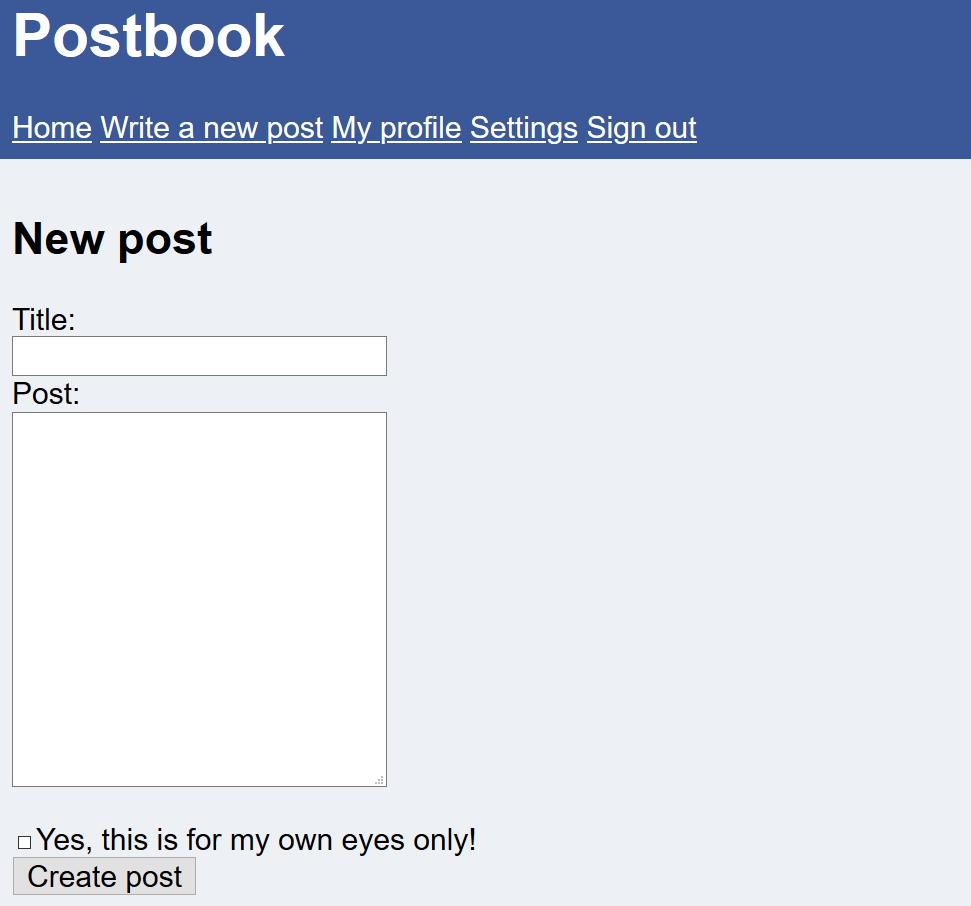 Postbook
Home Write a new post My profile Settings Sign out
New post
Title:
Post:
Yes, this is for my own eyes only!
Create post